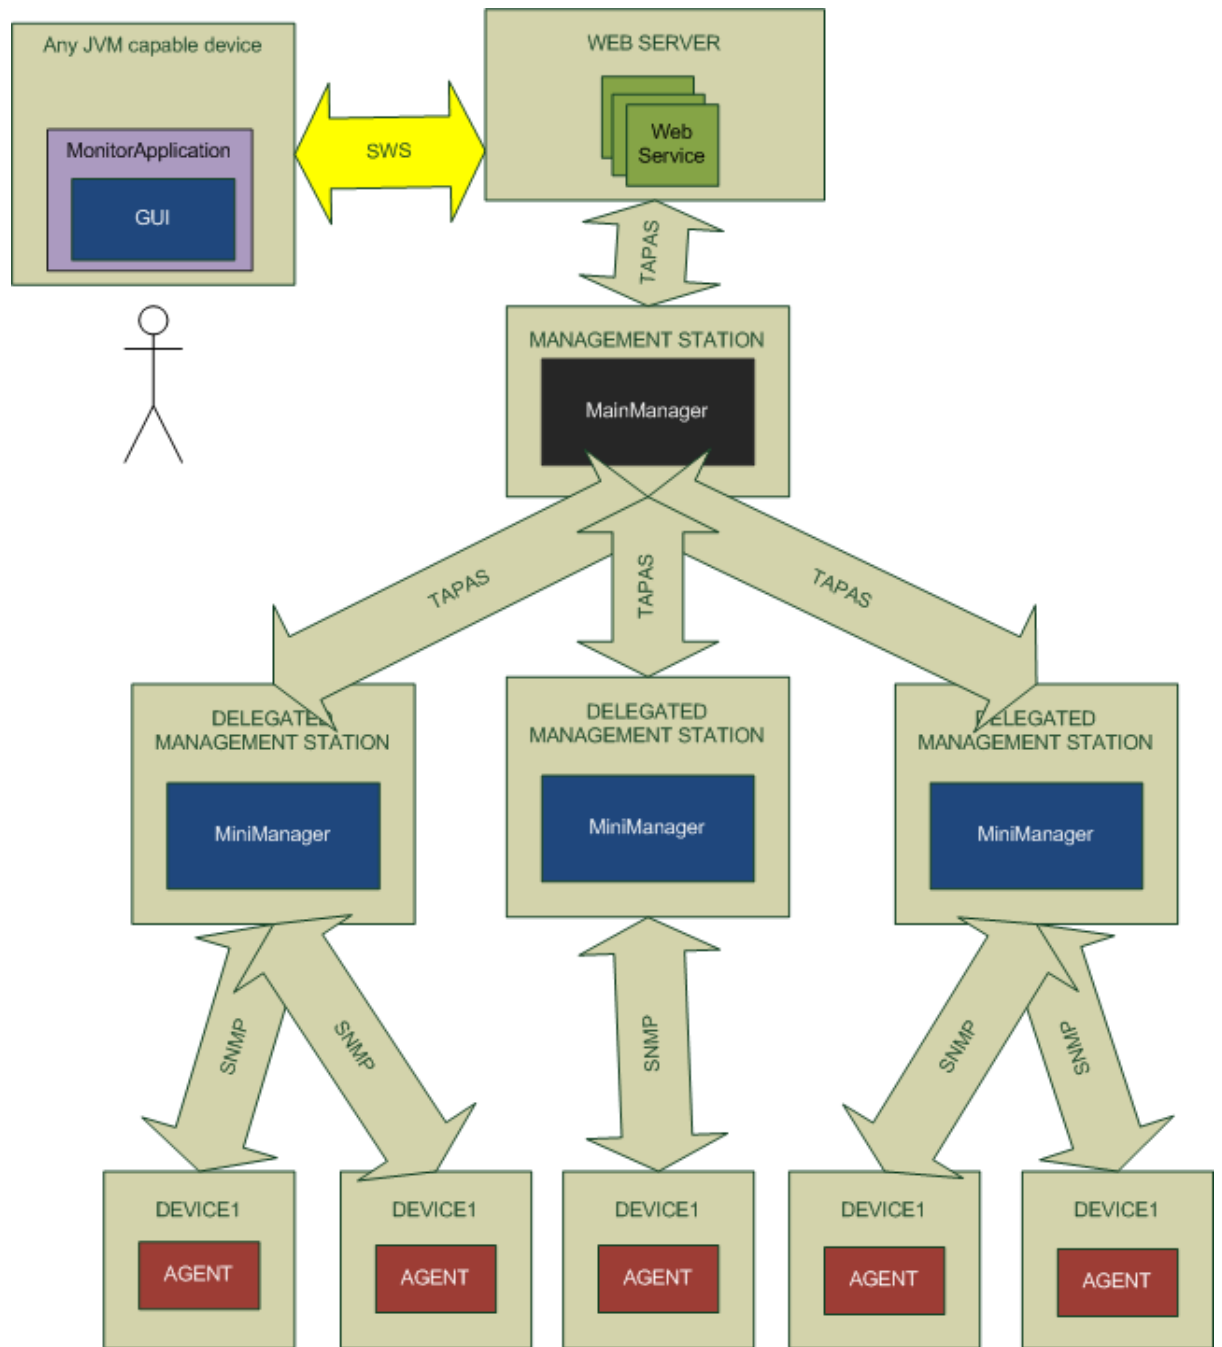 Any JVM capable device
MonitorApplication
GUI
SWS
WEB SERVER
Web
Service
TAPAS
MANAGEMENT STATION
MainManager
TAPAS
TAPAS
TAPAS
DELEGATED
MANAGEMENT STATION
MiniManager
DELEGATED
MANAGEMENT STATION
MiniManager
DELEGATED
MANAGEMENT STATION
MiniManager
SNMP
SNMP
SNMP
SNMP
SNMP
DEVICE1
AGENT
DEVICE1
AGENT
DEVICE1
AGENT
DEVICE1
AGENT
DEVICE1
AGENT